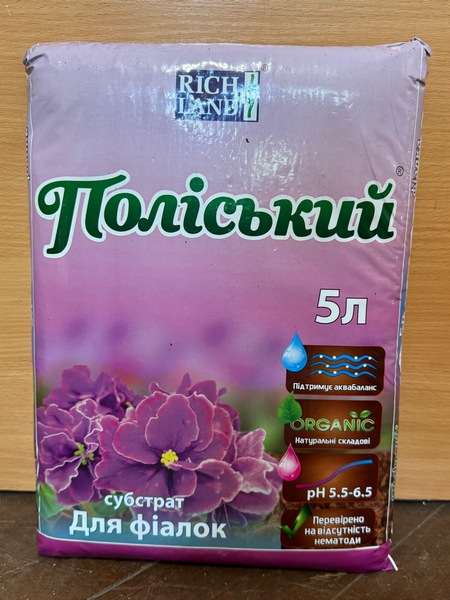 RICH
LAND
Поліський
®
5л
Підтримує аквабаланс
ORGANIC
Натуральні складові
pH 5.5-6.5
субстрат
Для фіалок
Перевірено
на відсутність
нематоди